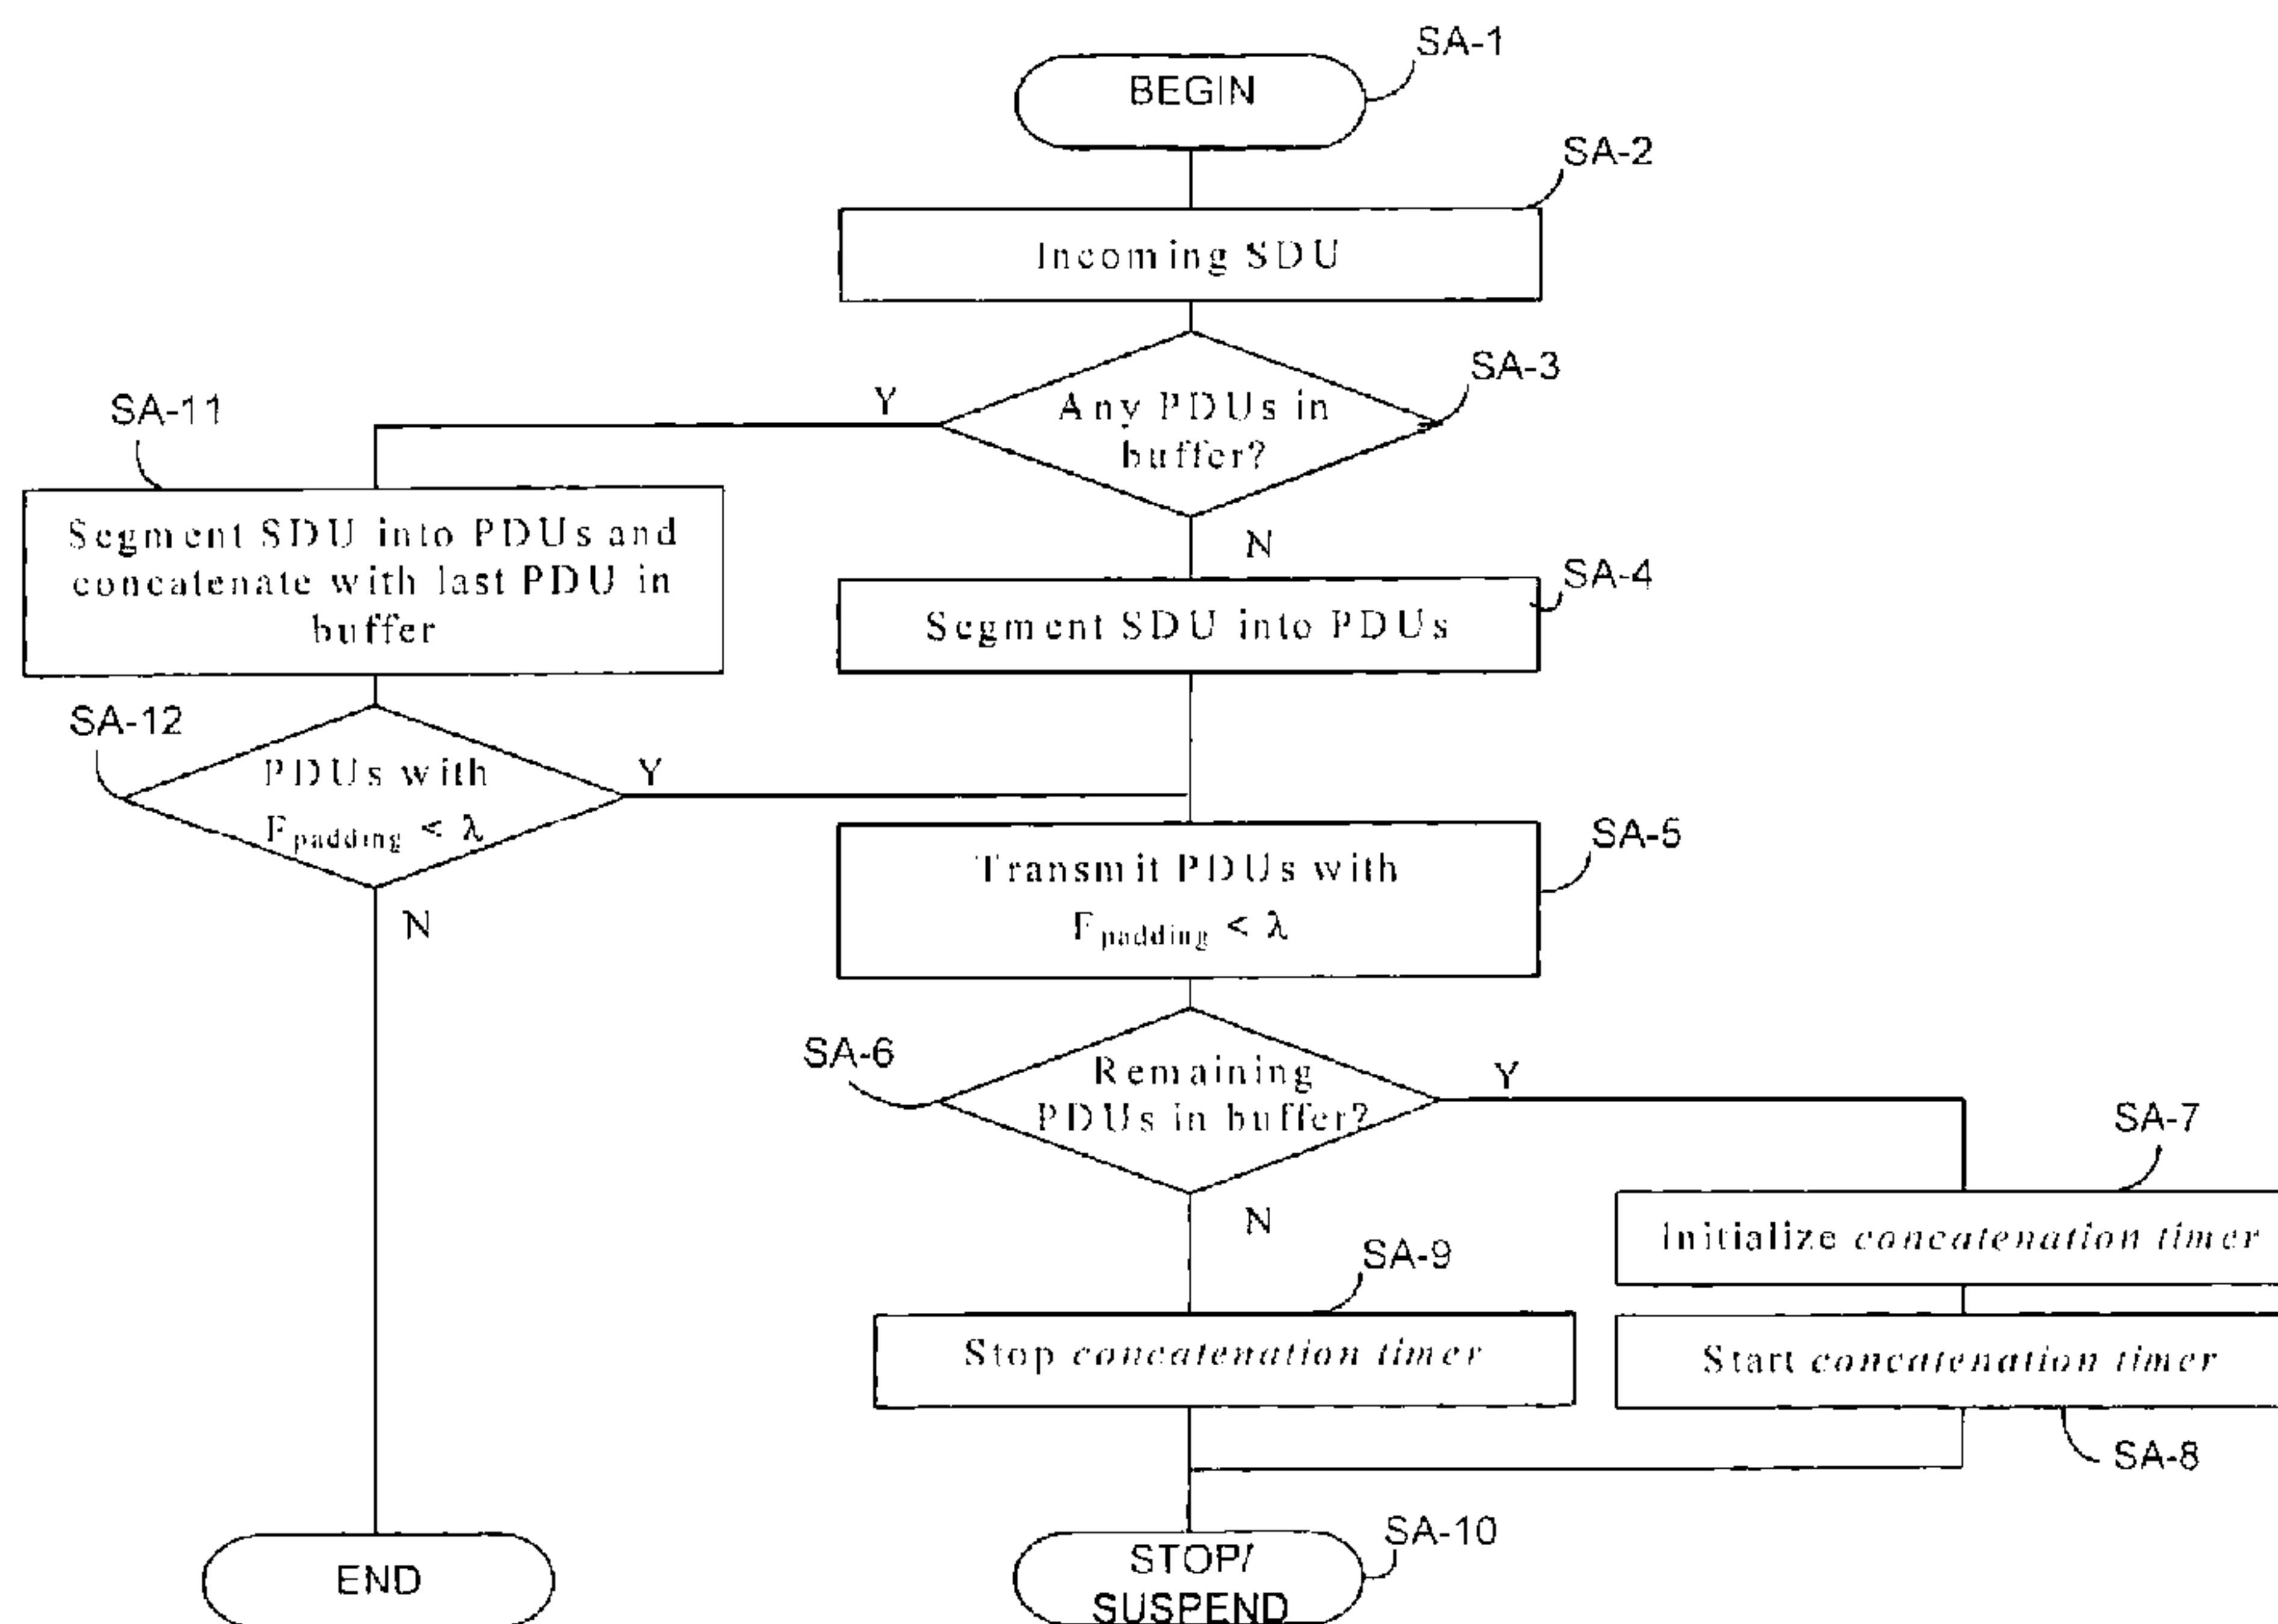 SA-1
BEGIN
SA-2
Incoming SDU
SA-3
Any PDUs in
buffer?
Y
N
SA-11
Segment SDU into PDUs and
concatenate with last PDU in
buffer
SA-4
Segment SDU into PDUs
SA-12
PDUs with
Fpadding < λ
Y
N
SA-5
Transmit PDUs with
Fpadding < λ
SA-6
Remaining
PDUs in buffer?
Y
N
SA-7
Initialize concatenation timer
SA-9
Stop concatenation timer
Start concatenation timer
SA-8
SA-10
END
STOP/
SUSPEND